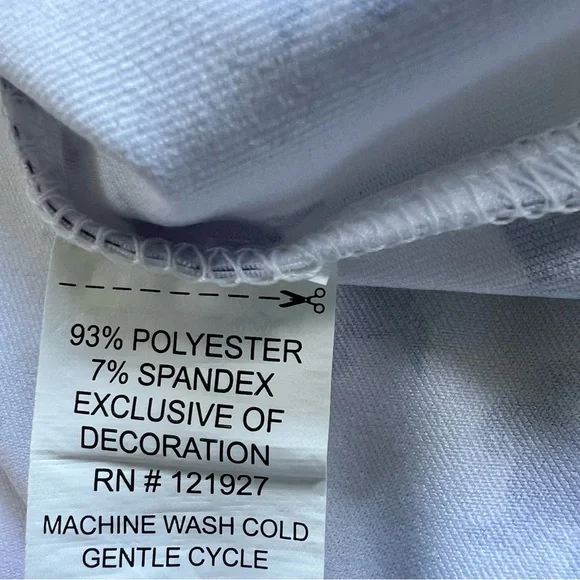 93% POLYESTER
7% SPANDEX
EXCLUSIVE OF
DECORATION
RN # 121927
MACHINE WASH COLD
GENTLE CYCLE